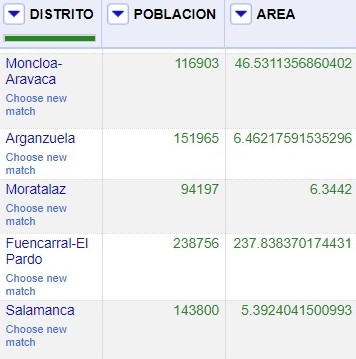 DISTRITO POBLACION AREA
Moncloa- 116903 46.5311356860402
Aravaca
Choose new
match
Arganzuela 151965 6.46217591535296
Choose new
match
Moratalaz 94197 6.3442
Choose new
match
Fuencarral-El 238756 237.838370174431
Pardo
Choose new
match
Salamanca 143800 5.3924041500993
Choose new
match